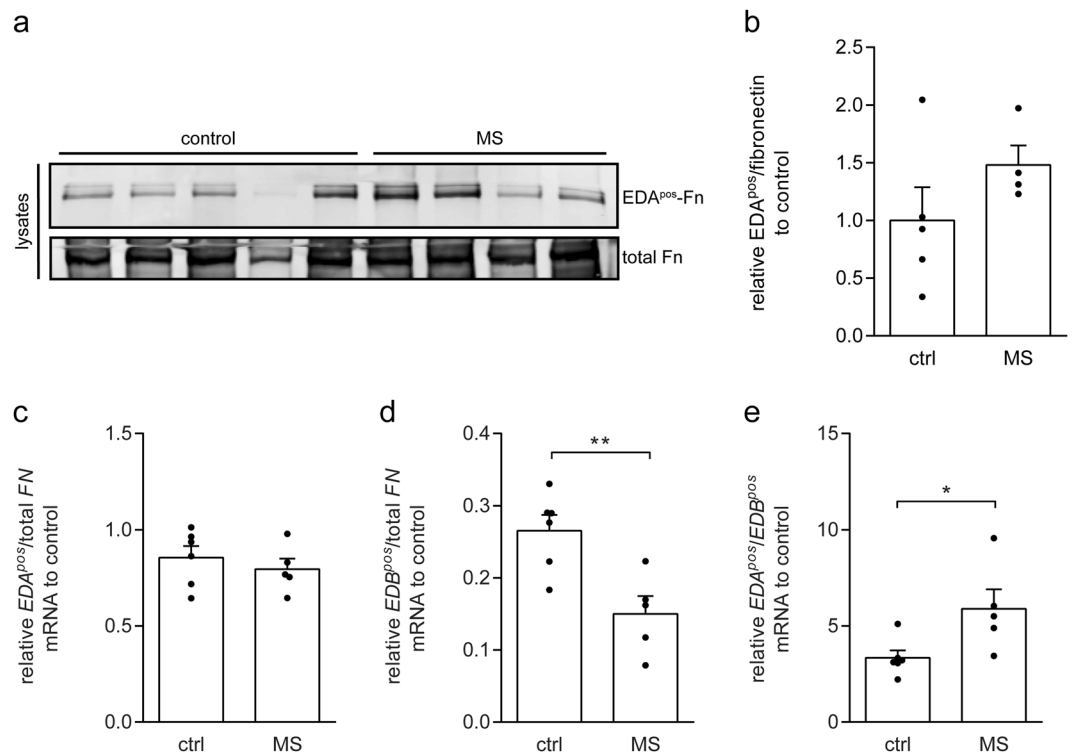 a
control
MS
lysates
EDAᵖᵒˢ-Fn
total Fn
b
relative EDAᵖᵒˢ/fibronectin
to control
2.5
2.0
1.5
1.0
0.5
0.0
ctrl
MS
c
relative EDAᵖᵒˢ/total FN
mRNA to control
1.5
1.0
0.5
0.0
ctrl
MS
d
relative EDBᵖᵒˢ/total FN
mRNA to control
0.4
0.3
0.2
0.1
0.0
**
ctrl
MS
e
relative EDAᵖᵒˢ/EDBᵖᵒˢ
mRNA to control
15
10
5
0
*
ctrl
MS